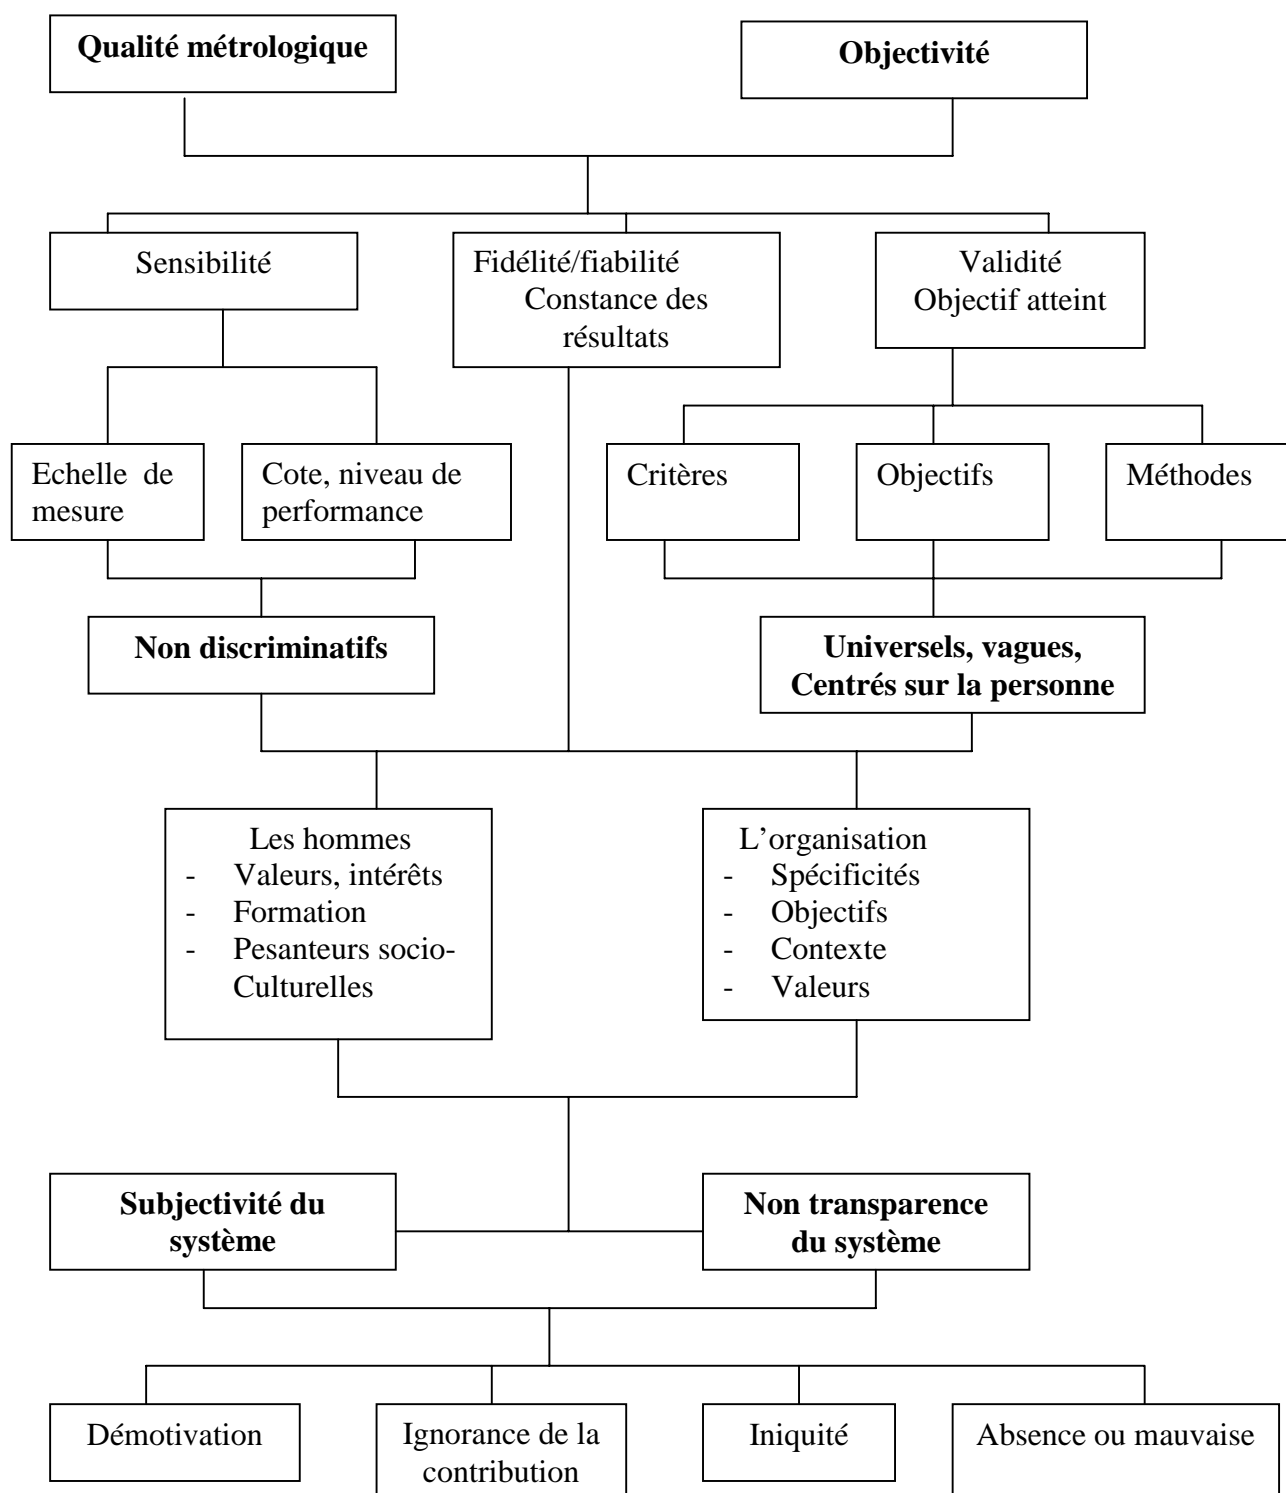 Qualité métrologique
Objectivité
Sensibilité
Fidélité/fiabilité
Constance des
résultats
Validité
Objectif atteint
Echelle de
mesure
Cote, niveau de
performance
Critères
Objectifs
Méthodes
Non discriminatifs
Universels, vagues,
Centrés sur la personne
Les hommes
- Valeurs, intérêts
- Formation
- Pesanteurs socio-
Culturelles
L’organisation
- Spécificités
- Objectifs
- Contexte
- Valeurs
Subjectivité du
système
Non transparence
du système
Démotivation
Ignorance de la
contribution
Iniquité
Absence ou mauvaise